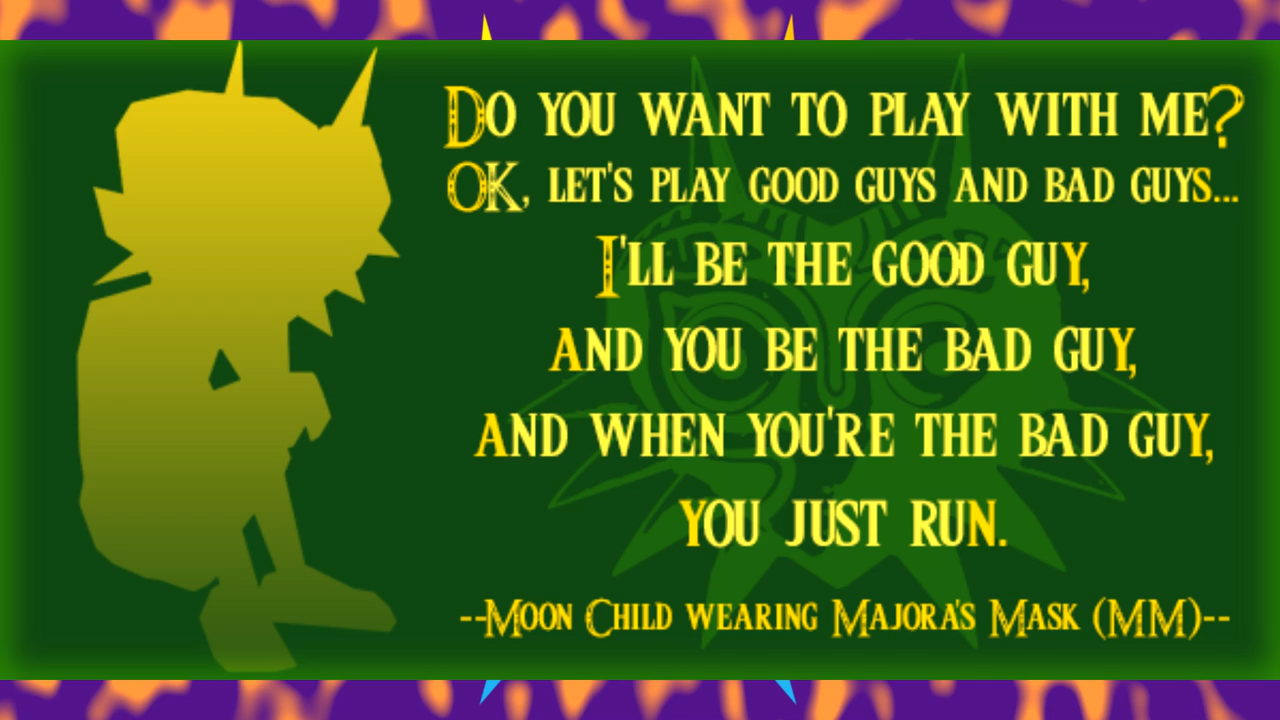 Do you want to play with me?
OK, let's play good guys and bad guys...
I'll be the good guy,
and you be the bad guy,
and when you're the bad guy,
you just run.
--Moon Child wearing Majora's Mask (MM)--